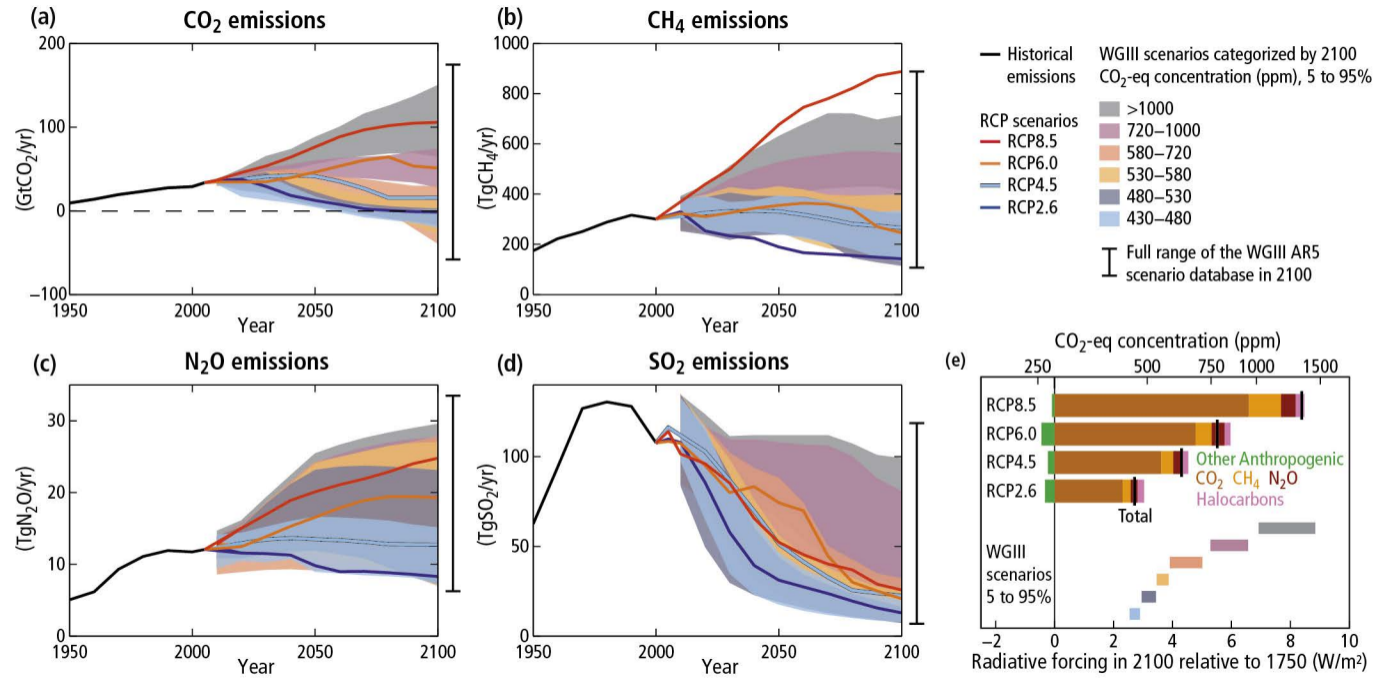 (a)
CO2 emissions
200
100
0
−100
(GtCO2/yr)
1950
2000
2050
2100
Year
(b)
CH4 emissions
1000
800
600
400
200
0
(TgCH4/yr)
1950
2000
2050
2100
Year
Historical
emissions
RCP scenarios
RCP8.5
RCP6.0
RCP4.5
RCP2.6
WGIII scenarios categorized by 2100
CO2-eq concentration (ppm), 5 to 95%
>1000
720−1000
580−720
530−580
480−530
430−480
Full range of the WGIII AR5
scenario database in 2100
(c)
N2O emissions
30
20
10
0
(TgN2O/yr)
1950
2000
2050
2100
Year
(d)
SO2 emissions
100
50
0
(TgSO2/yr)
1950
2000
2050
2100
Year
(e)
CO2-eq concentration (ppm)
250
500
750
1000
1500
RCP8.5
RCP6.0
RCP4.5
RCP2.6
Other Anthropogenic
CO2 CH4 N2O
Halocarbons
Total
WGIII
scenarios
5 to 95%
−2
0
2
4
6
8
10
Radiative forcing in 2100 relative to 1750 (W/m²)